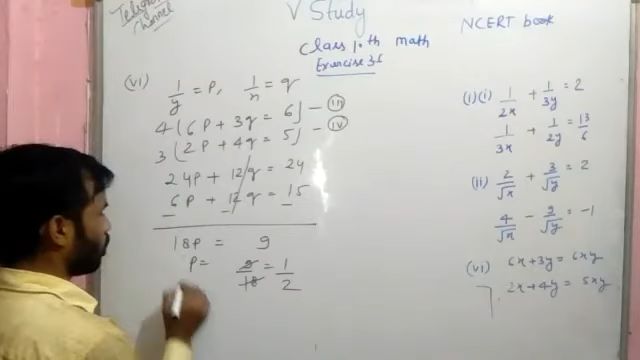 Telegram
channel
V Study
NCERT book
Class 10th math
Exercise 3.6
(vi) 1/y = P, 1/x = q
4(6P + 3q = 6) — (iii)
3(2P + 4q = 5) — (iv)
24P + 12q = 24
6P + 12q = 15
— — —
18P = 9
P = 9/18 = 1/2
(1)(i) 1/2x + 1/3y = 2
1/3x + 1/2y = 13/6
(ii) 2/√x + 3/√y = 2
4/√x - 9/√y = -1
(vi) 6x+3y = 6xy
2x+4y = 5xy